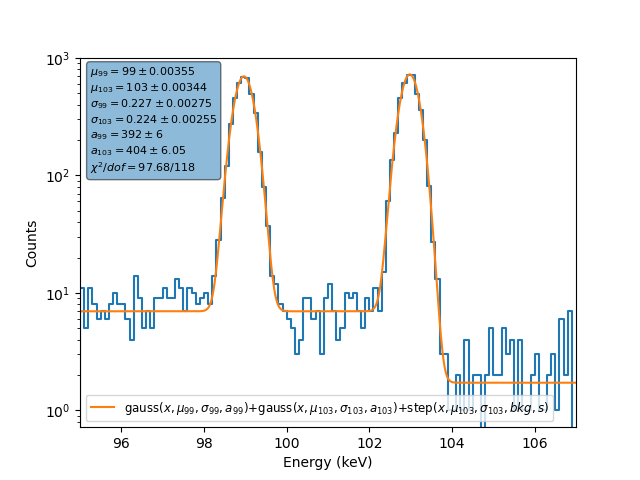 10³
10²
10¹
10⁰
Counts
μ₉₉ = 99 ± 0.00355
μ₁₀₃ = 103 ± 0.00344
σ₉₉ = 0.227 ± 0.00275
σ₁₀₃ = 0.224 ± 0.00255
a₉₉ = 392 ± 6
a₁₀₃ = 404 ± 6.05
χ²/dof = 97.68/118
gauss(x, μ₉₉, σ₉₉, a₉₉)+gauss(x, μ₁₀₃, σ₁₀₃, a₁₀₃)+step(x, μ₁₀₃, σ₁₀₃, bkg, s)
96 98 100 102 104 106
Energy (keV)